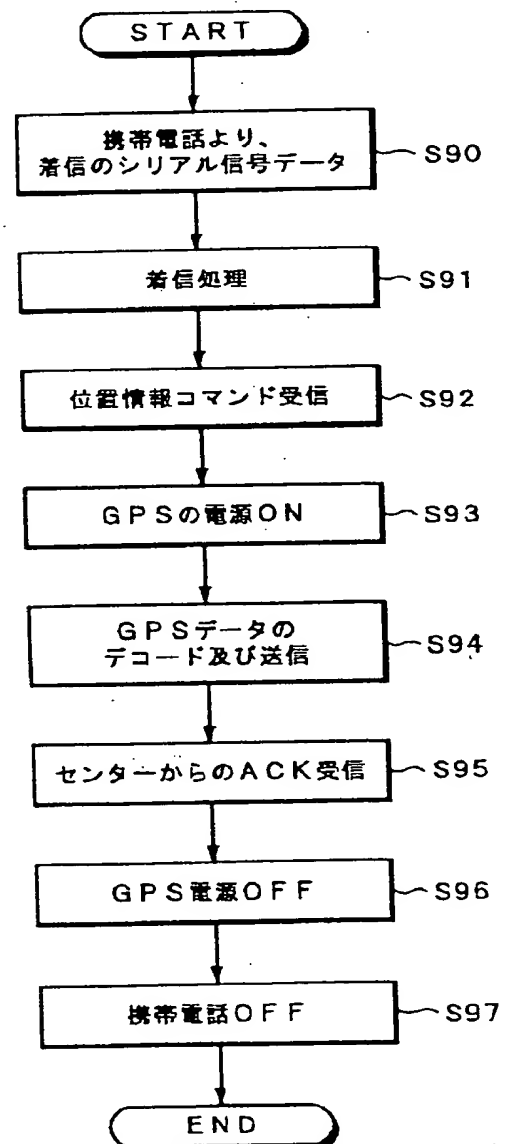 START
携帯電話より、
着信のシリアル信号データ
S90
着信処理
S91
位置情報コマンド受信
S92
GPSの電源ON
S93
GPSデータの
デコード及び送信
S94
センターからのACK受信
S95
GPS電源OFF
S96
携帯電話OFF
S97
END